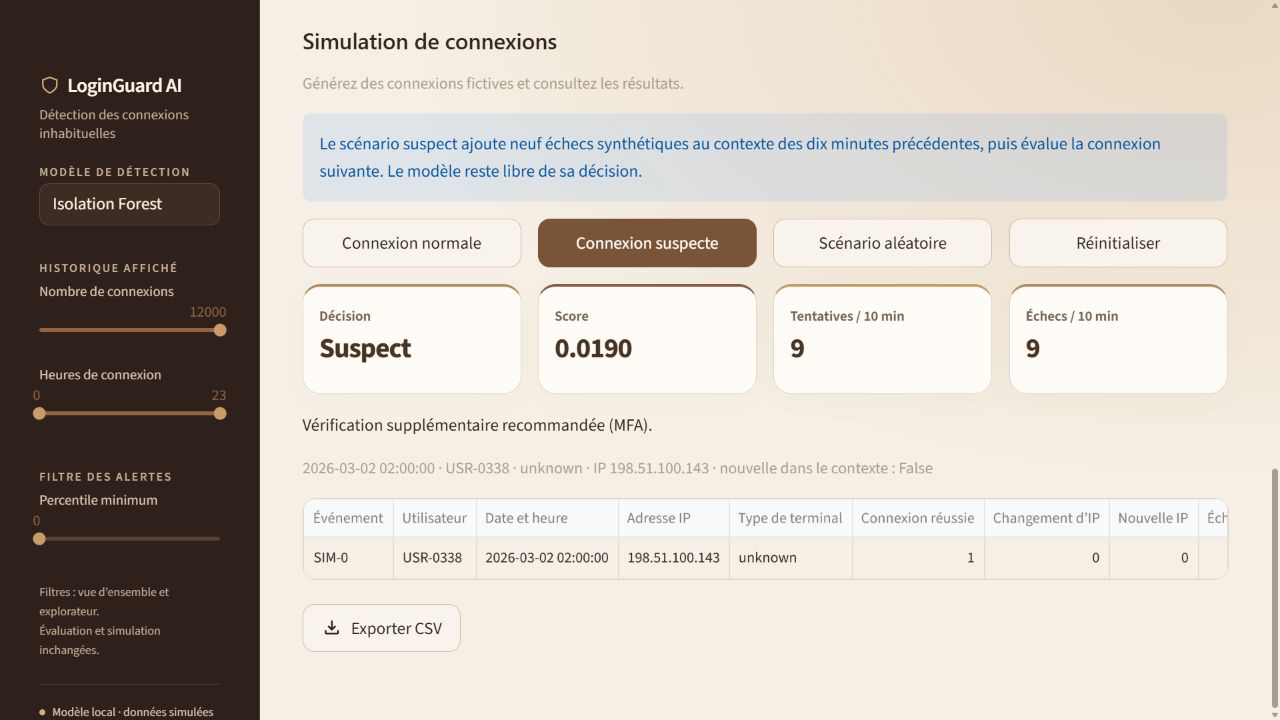 LoginGuard AI
Détection des connexions
inhabituelles
MODÈLE DE DÉTECTION
Isolation Forest
HISTORIQUE AFFICHÉ
Nombre de connexions
12000
Heures de connexion
0 23
FILTRE DES ALERTES
Percentile minimum
0
Filtres : vue d’ensemble et
explorateur.
Évaluation et simulation
inchangées.
Modèle local · données simulées
Simulation de connexions
Générez des connexions fictives et consultez les résultats.
Le scénario suspect ajoute neuf échecs synthétiques au contexte des dix minutes précédentes, puis évalue la connexion
suivante. Le modèle reste libre de sa décision.
Connexion normale Connexion suspecte Scénario aléatoire Réinitialiser
Décision Score Tentatives / 10 min Échecs / 10 min
Suspect 0.0190 9 9
Vérification supplémentaire recommandée (MFA).
2026-03-02 02:00:00 · USR-0338 · unknown · IP 198.51.100.143 · nouvelle dans le contexte : False
Événement Utilisateur Date et heure Adresse IP Type de terminal Connexion réussie Changement d’IP Nouvelle IP Éch
SIM-0 USR-0338 2026-03-02 02:00:00 198.51.100.143 unknown 1 0 0
Exporter CSV